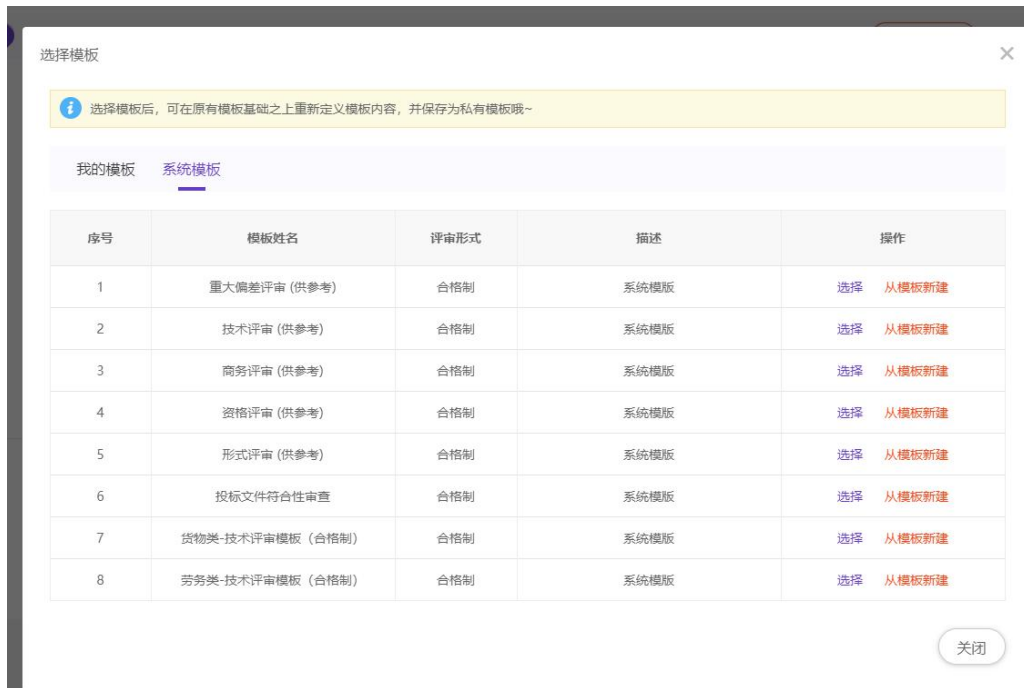 选择模板
选择模板后，可在原有模板基础之上重新定义模板内容，并保存为私有模板哦~
我的模板 系统模板
序号 模板姓名 评审形式 描述 操作
1 重大偏差评审 (供参考) 合格制 系统模版 选择 从模板新建
2 技术评审 (供参考) 合格制 系统模版 选择 从模板新建
3 商务评审 (供参考) 合格制 系统模版 选择 从模板新建
4 资格评审 (供参考) 合格制 系统模版 选择 从模板新建
5 形式评审 (供参考) 合格制 系统模版 选择 从模板新建
6 投标文件符合性审查 合格制 系统模版 选择 从模板新建
7 货物类-技术评审模板（合格制） 合格制 系统模版 选择 从模板新建
8 劳务类-技术评审模板（合格制） 合格制 系统模版 选择 从模板新建
关闭